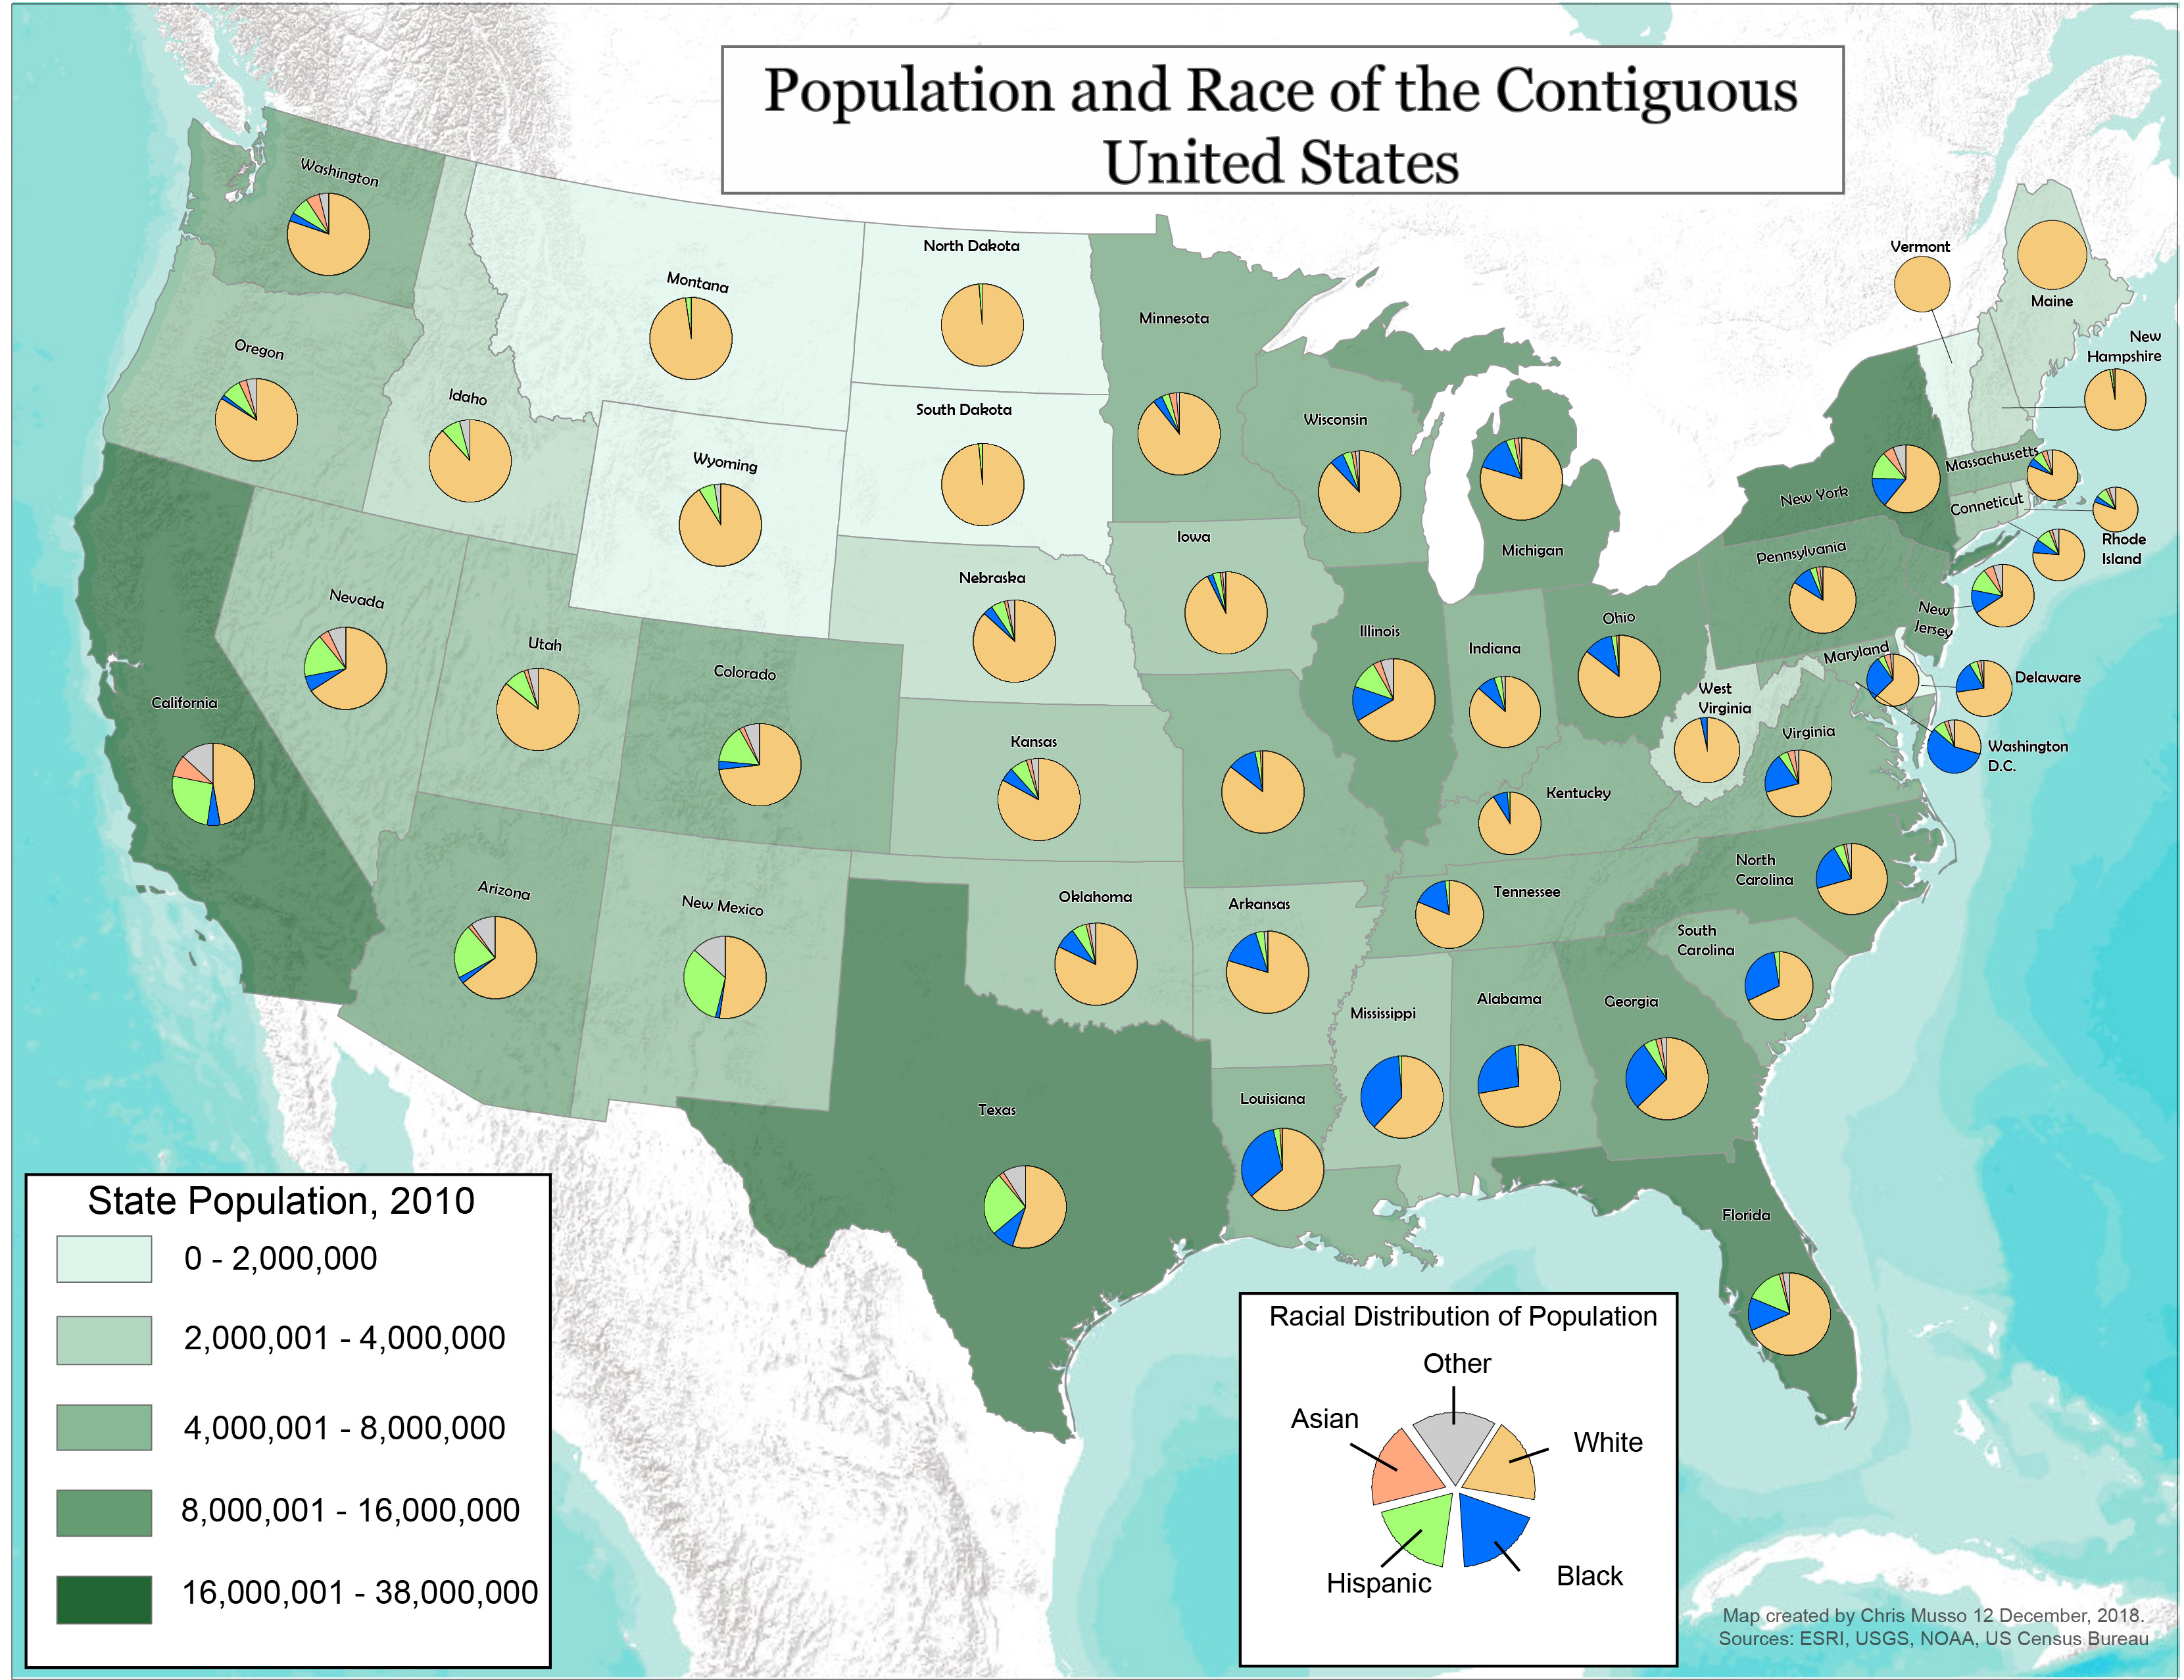 Population and Race of the Contiguous
United States
Washington
Montana
North Dakota
Vermont
Maine
Minnesota
New
Hampshire
Oregon
Idaho
South Dakota
Wisconsin
Wyoming
Massachusetts
New York
Conneticut
Rhode
Island
Iowa
Michigan
Pennsylvania
Nebraska
Nevada
Utah
Colorado
Illinois
Indiana
Ohio
New
Jersey
Maryland
Delaware
California
West
Virginia
Virginia
Washington
D.C.
Kansas
Kentucky
North
Carolina
Arizona
New Mexico
Oklahoma
Arkansas
Tennessee
South
Carolina
Mississippi
Alabama
Georgia
Texas
Louisiana
Florida
State Population, 2010
0 - 2,000,000
2,000,001 - 4,000,000
4,000,001 - 8,000,000
8,000,001 - 16,000,000
16,000,001 - 38,000,000
Racial Distribution of Population
Other
Asian
White
Hispanic
Black
Map created by Chris Musso 12 December, 2018.
Sources: ESRI, USGS, NOAA, US Census Bureau